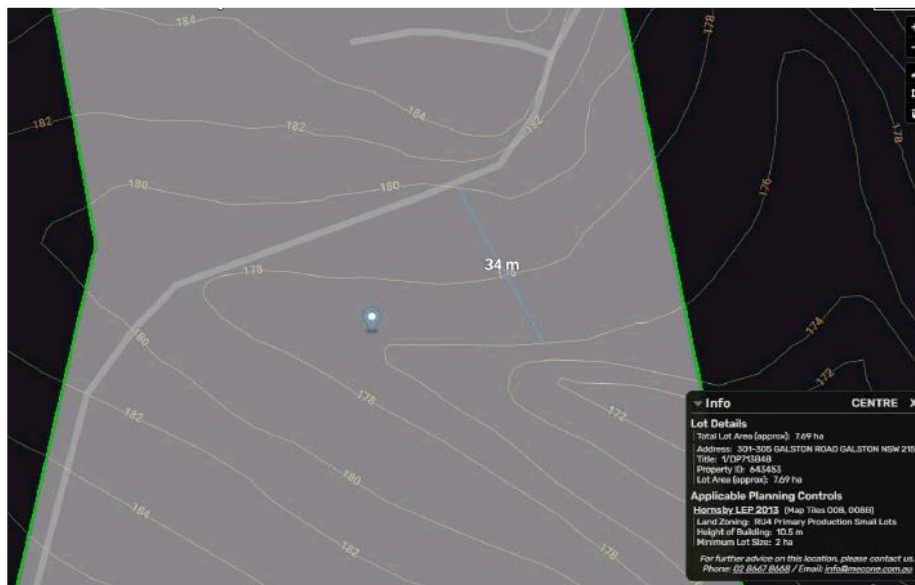 184
178
184
182
182
182
180
180
178
178
176
34 m
174
180
172
178
172
182
180
184
182
178
Info CENTRE X
Lot Details
Total Lot Area (approx): 7.69 ha
Address: 301-305 GALSTON ROAD GALSTON NSW 215
Title: 1/DP713848
Property ID: 643453
Lot Area (approx): 7.69 ha
Applicable Planning Controls
Hornsby LEP 2013 (Map Tiles 008, 008B)
Land Zoning: RU4 Primary Production Small Lots
Height of Building: 10.5 m
Minimum Lot Size: 2 ha
For further advice on this location, please contact us.
Phone: 02 8667 8668 / Email: info@mecone.com.au